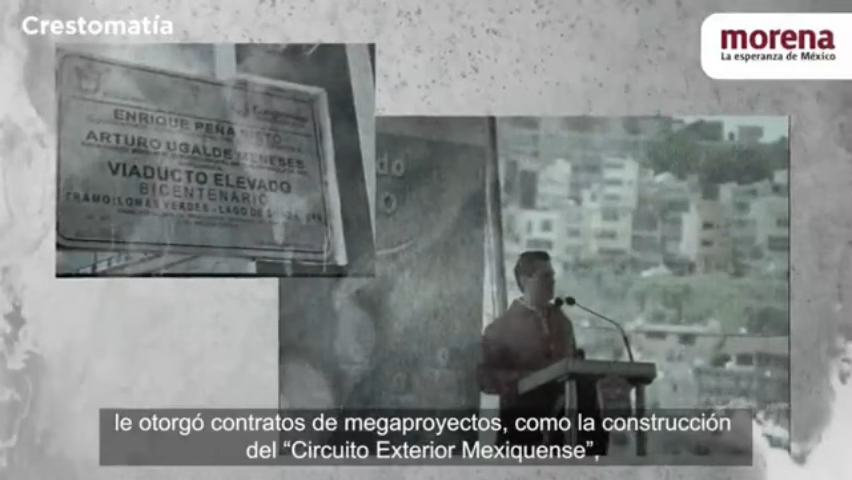 Crestomatía
morena
La esperanza de México
ENRIQUE PEÑA NIETO
ARTURO UGALDE MENESES
VIADUCTO ELEVADO
BICENTENARIO
TRAMO: LOMAS VERDES - LAGO DE
le otorgó contratos de megaproyectos, como la construcción
del “Circuito Exterior Mexiquense”,